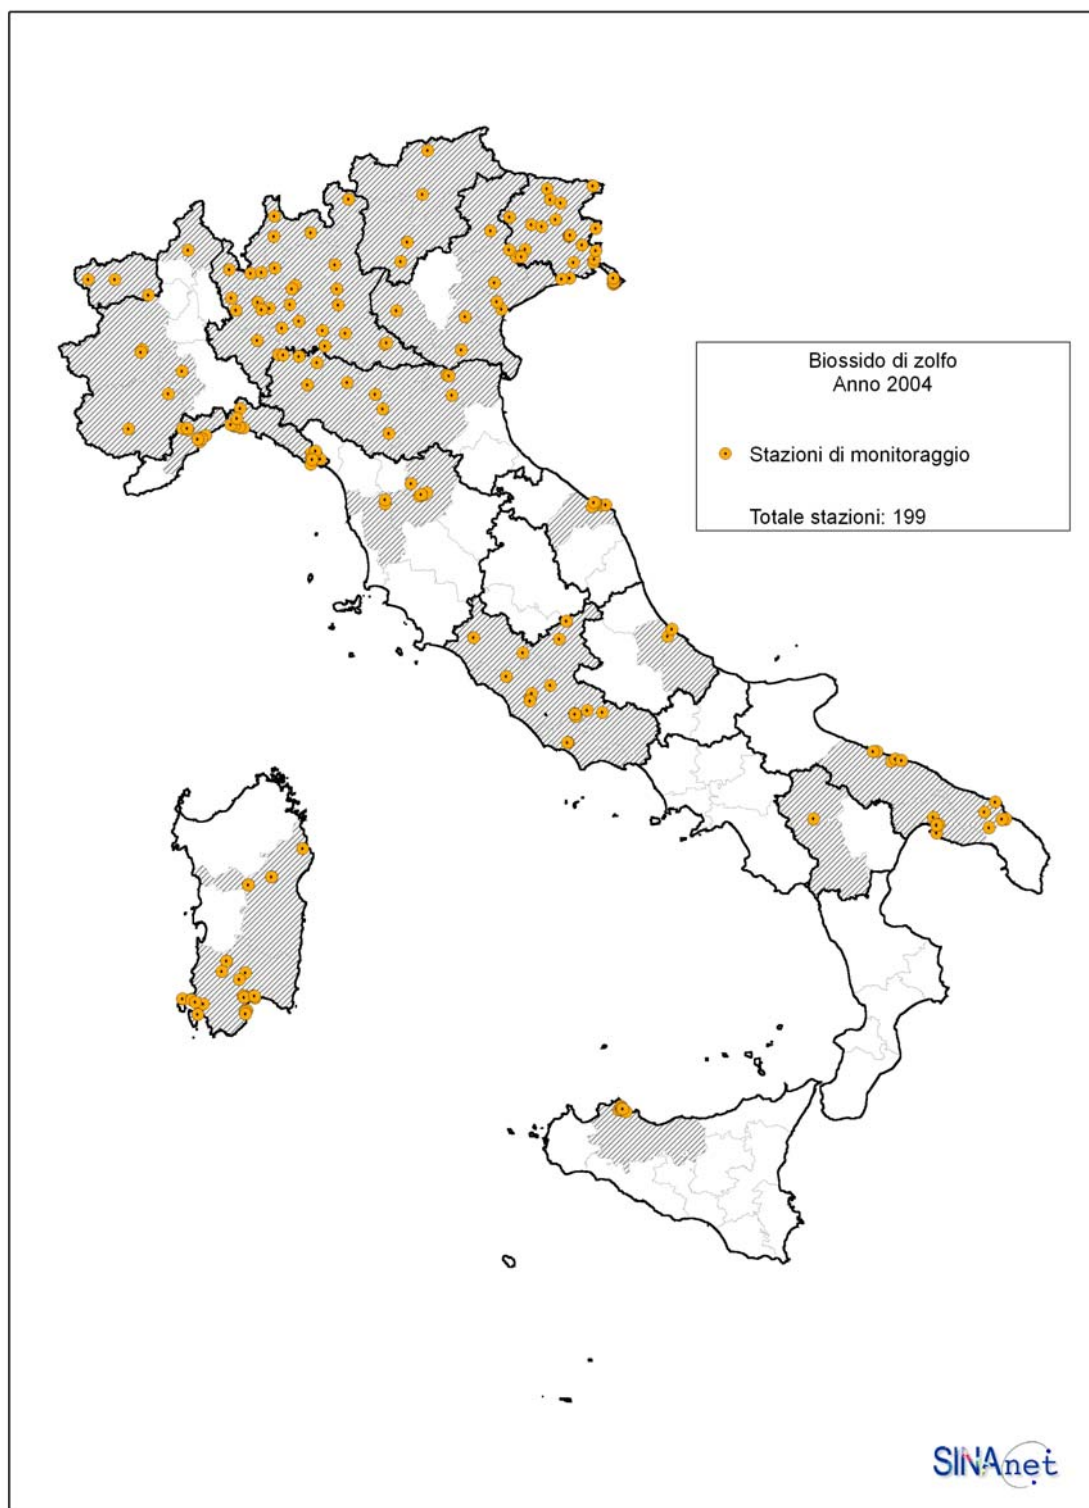 Biossido di zolfo
Anno 2004
Stazioni di monitoraggio
Totale stazioni: 199
SINAnet